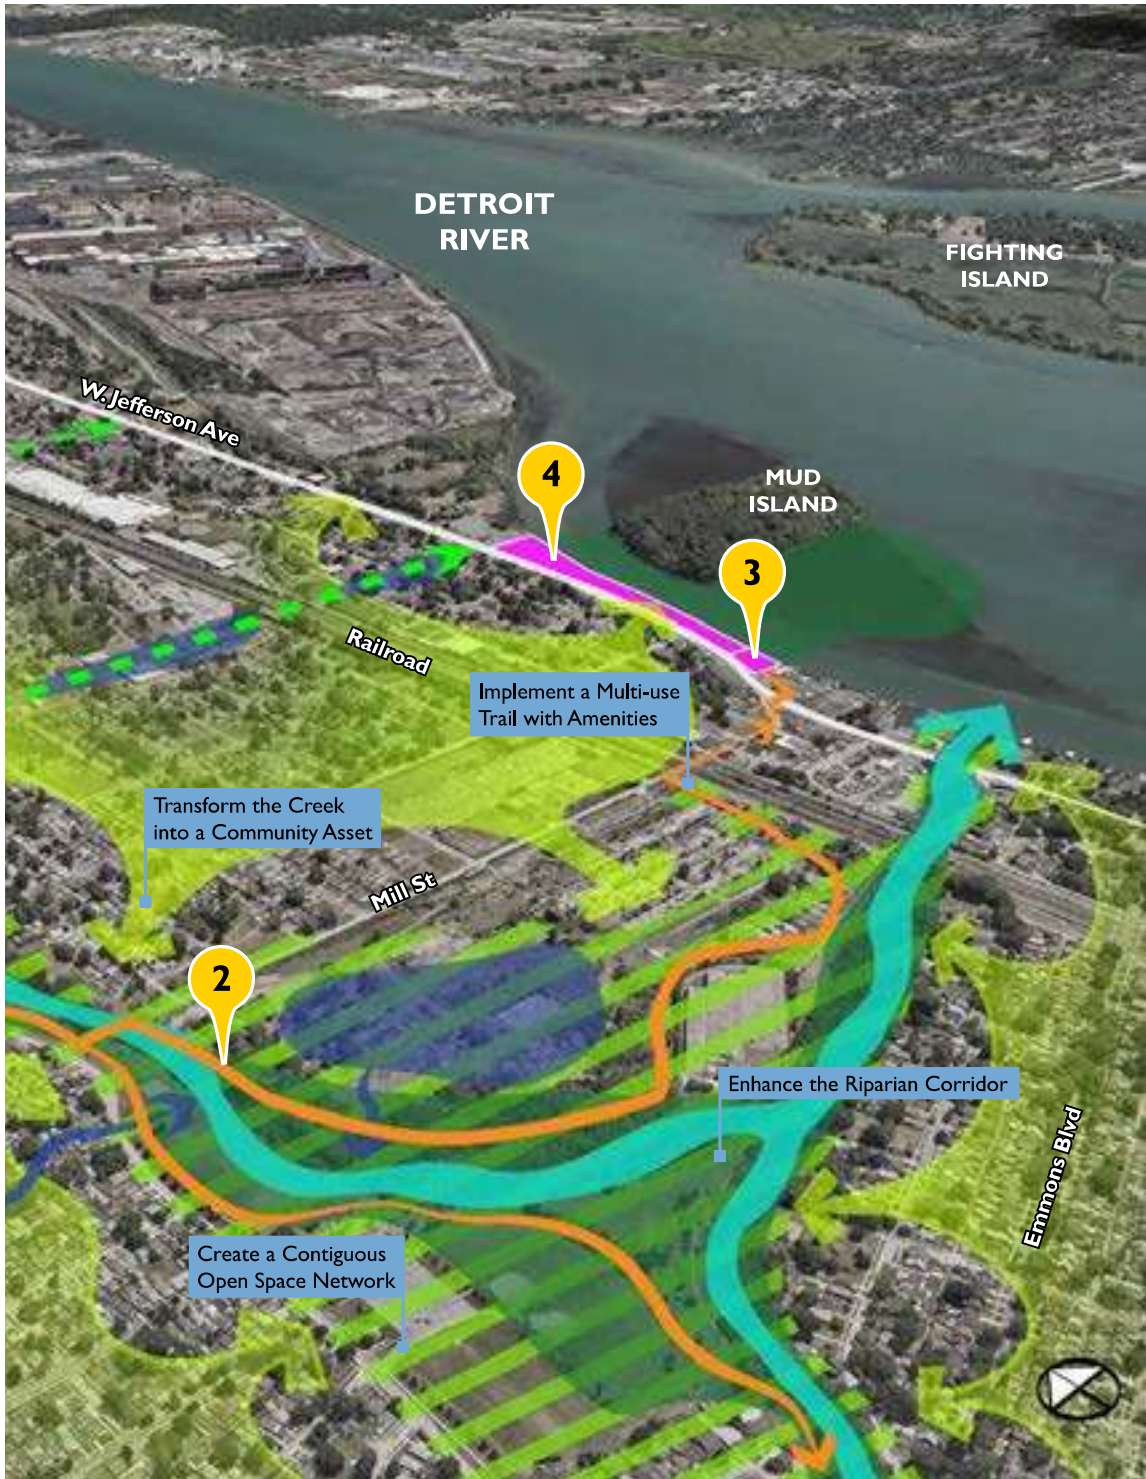 DETROIT
RIVER
FIGHTING
ISLAND
W. Jefferson Ave
4
MUD
ISLAND
3
Railroad
Implement a Multi-use
Trail with Amenities
Transform the Creek
into a Community Asset
Mill St
2
Enhance the Riparian Corridor
Emmons Blvd
Create a Contiguous
Open Space Network